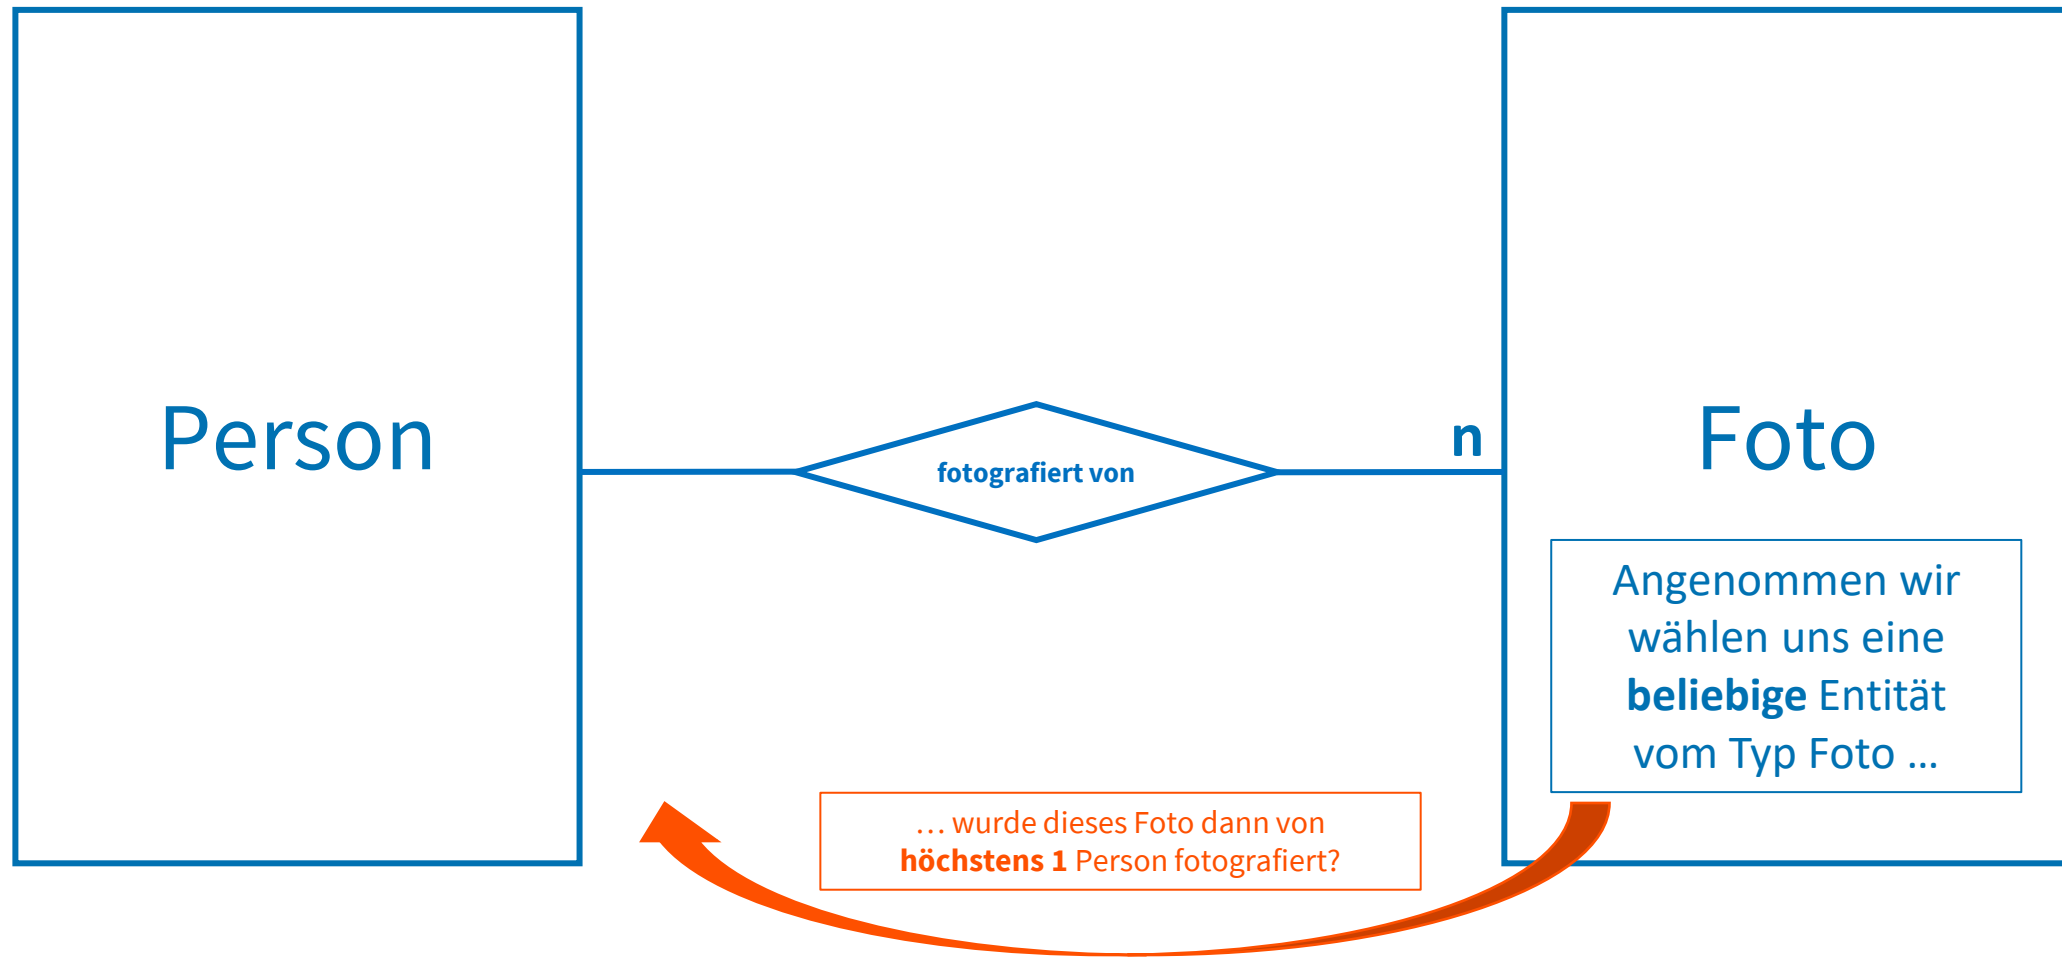 Person
fotografiert von
n
Foto
Angenommen wir
wählen uns eine
beliebige Entität
vom Typ Foto ...
... wurde dieses Foto dann von
höchstens 1 Person fotografiert?